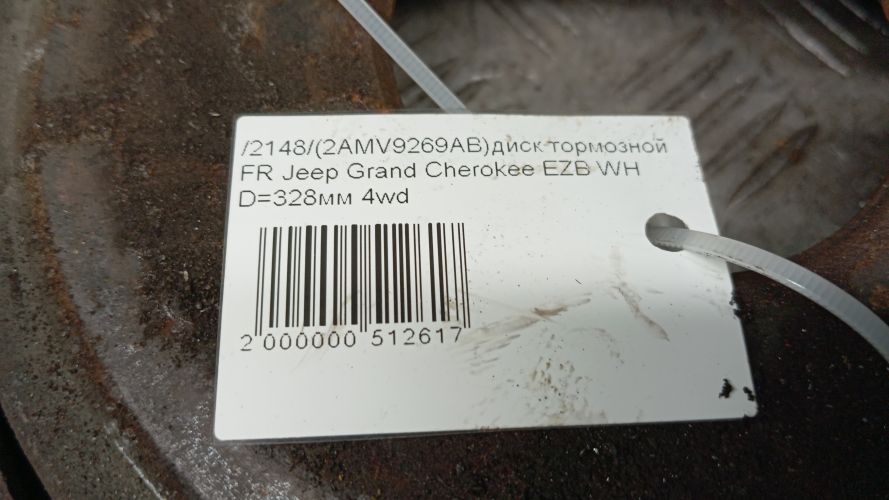 /2148/(2AMV9269AB)диск тормозной
FR Jeep Grand Cherokee EZB WH
D=328мм 4wd
2 000000 512617